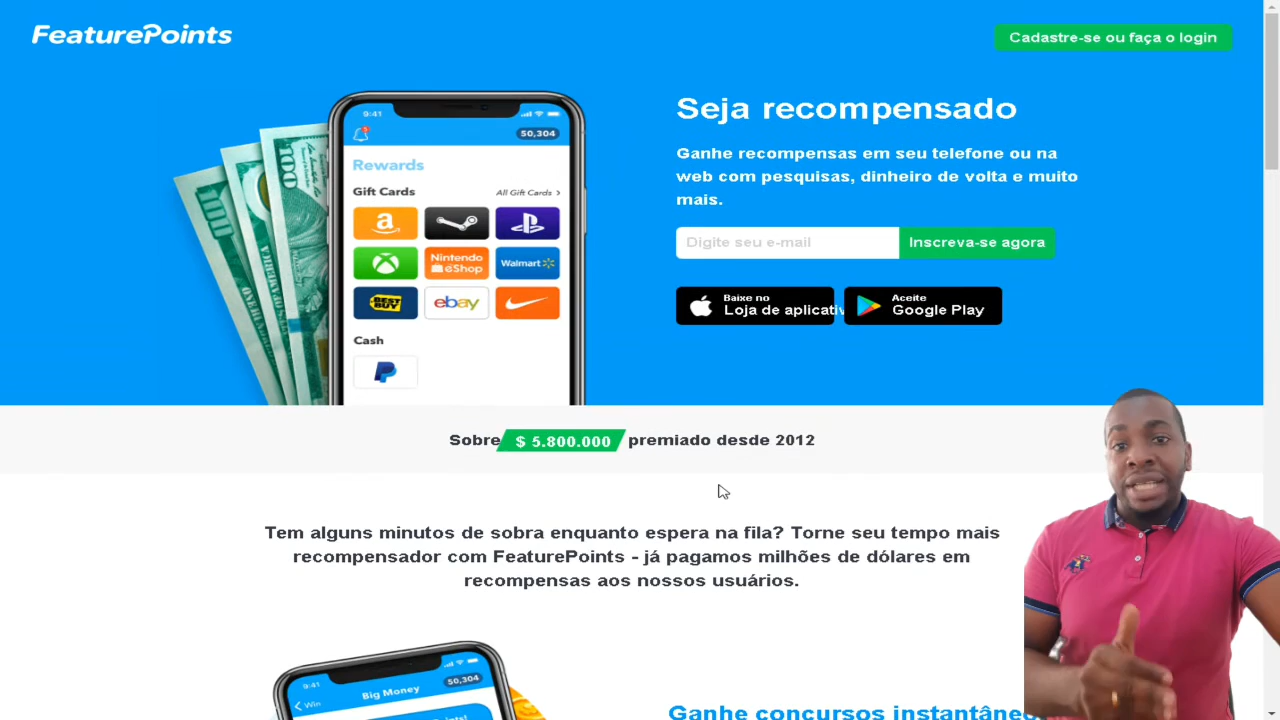 FeaturePoints
Cadastre-se ou faça o login
9:41
50,304
Rewards
Gift Cards
All Gift Cards >
a
Nintendo
eShop
Walmart
BEST
BUY
ebay
Cash
Seja recompensado
Ganhe recompensas em seu telefone ou na
web com pesquisas, dinheiro de volta e muito
mais.
Digite seu e-mail
Inscreva-se agora
Baixe no
Loja de aplicativ
Aceite
Google Play
Sobre $ 5.800.000 premiado desde 2012
Tem alguns minutos de sobra enquanto espera na fila? Torne seu tempo mais
recompensador com FeaturePoints - já pagamos milhões de dólares em
recompensas aos nossos usuários.
9:41
< Win
Big Money
50,304
Ganhe concursos instantâne